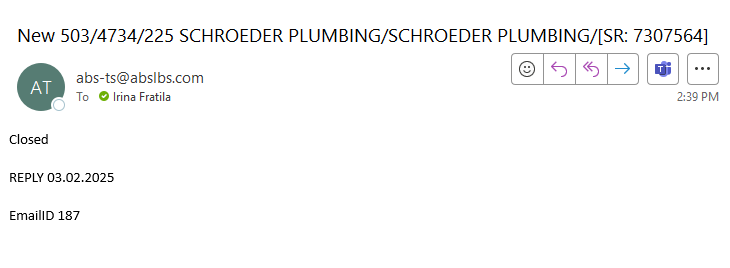 New 503/4734/225 SCHROEDER PLUMBING/SCHROEDER PLUMBING/[SR: 7307564]
AT
abs-ts@abslbs.com
To Irina Fratila
2:39 PM
Closed
REPLY 03.02.2025
EmailID 187